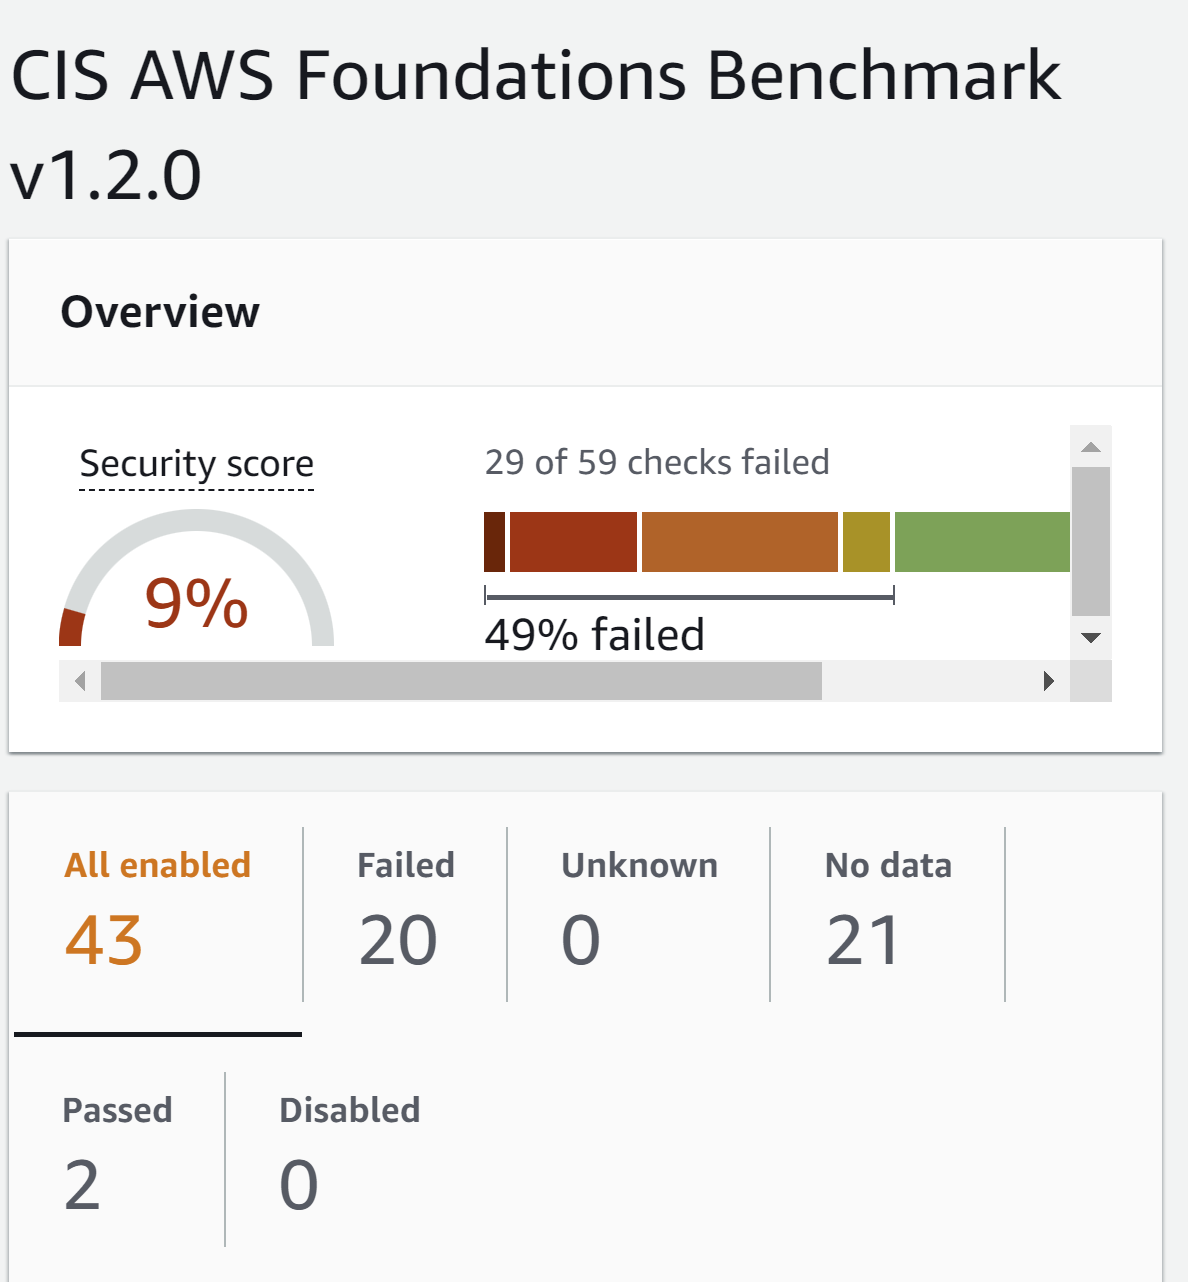 CIS AWS Foundations Benchmark
v1.2.0
Overview
Security score
29 of 59 checks failed
9%
49% failed
All enabled
Failed
Unknown
No data
43
20
0
21
Passed
Disabled
2
0